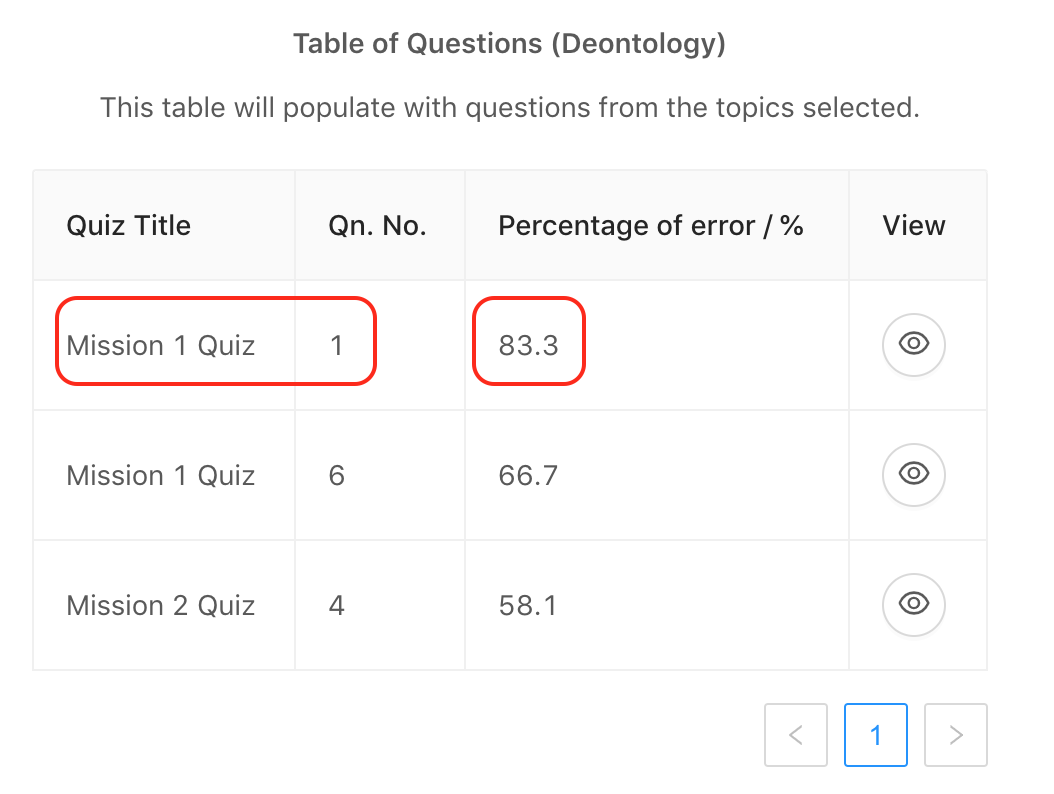 Table of Questions (Deontology)
This table will populate with questions from the topics selected.
Quiz Title Qn. No. Percentage of error / % View
Mission 1 Quiz 1 83.3
Mission 1 Quiz 6 66.7
Mission 2 Quiz 4 58.1
< 1 >